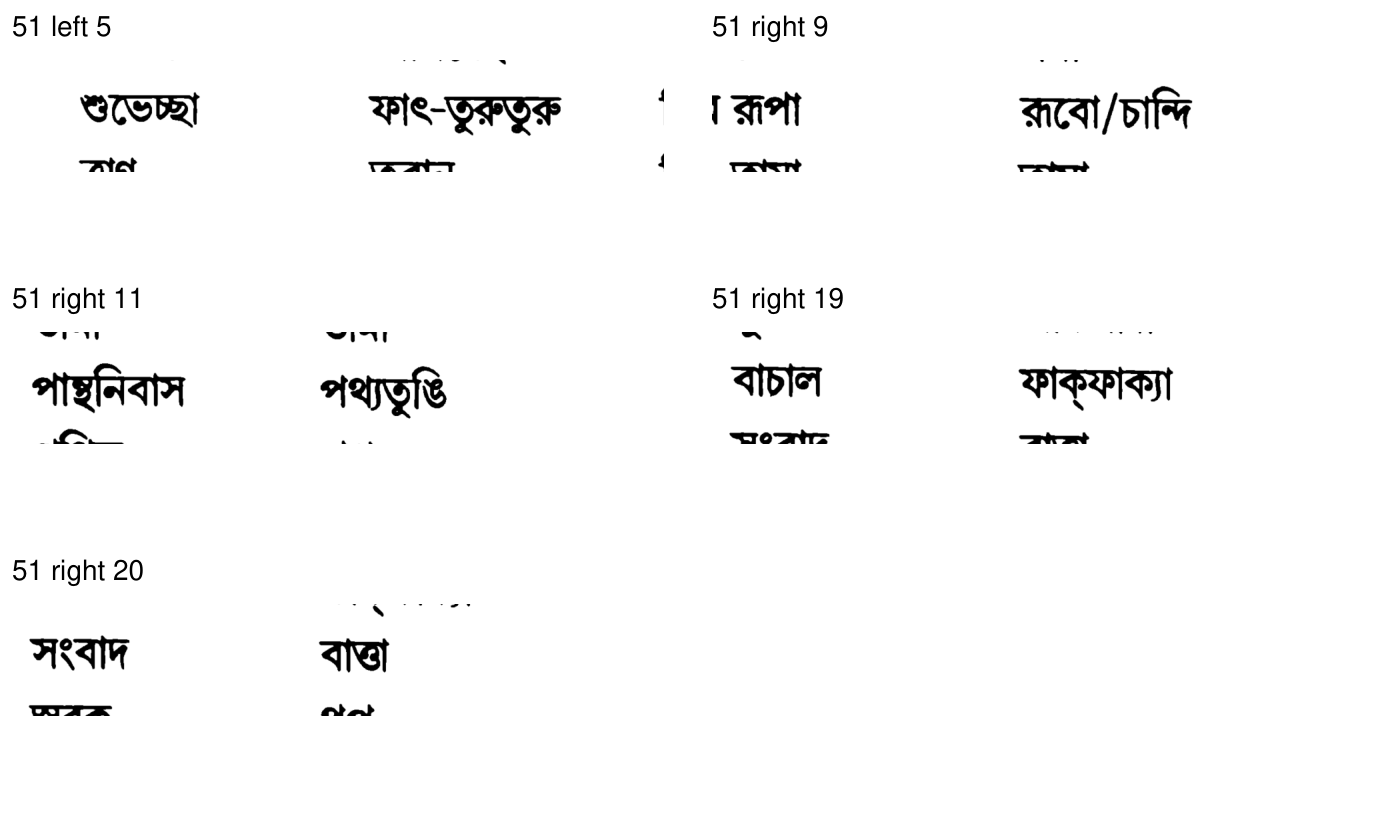 51 left 5
শুভেচ্ছা ফাৎ-তুরুতুরু
51 right 9
রূপা রূবো/চান্দি
51 right 11
পান্থনিবাস পথ্যতুঙি
51 right 19
বাচাল ফাক্‌ফাক্যা
51 right 20
সংবাদ বাত্তা